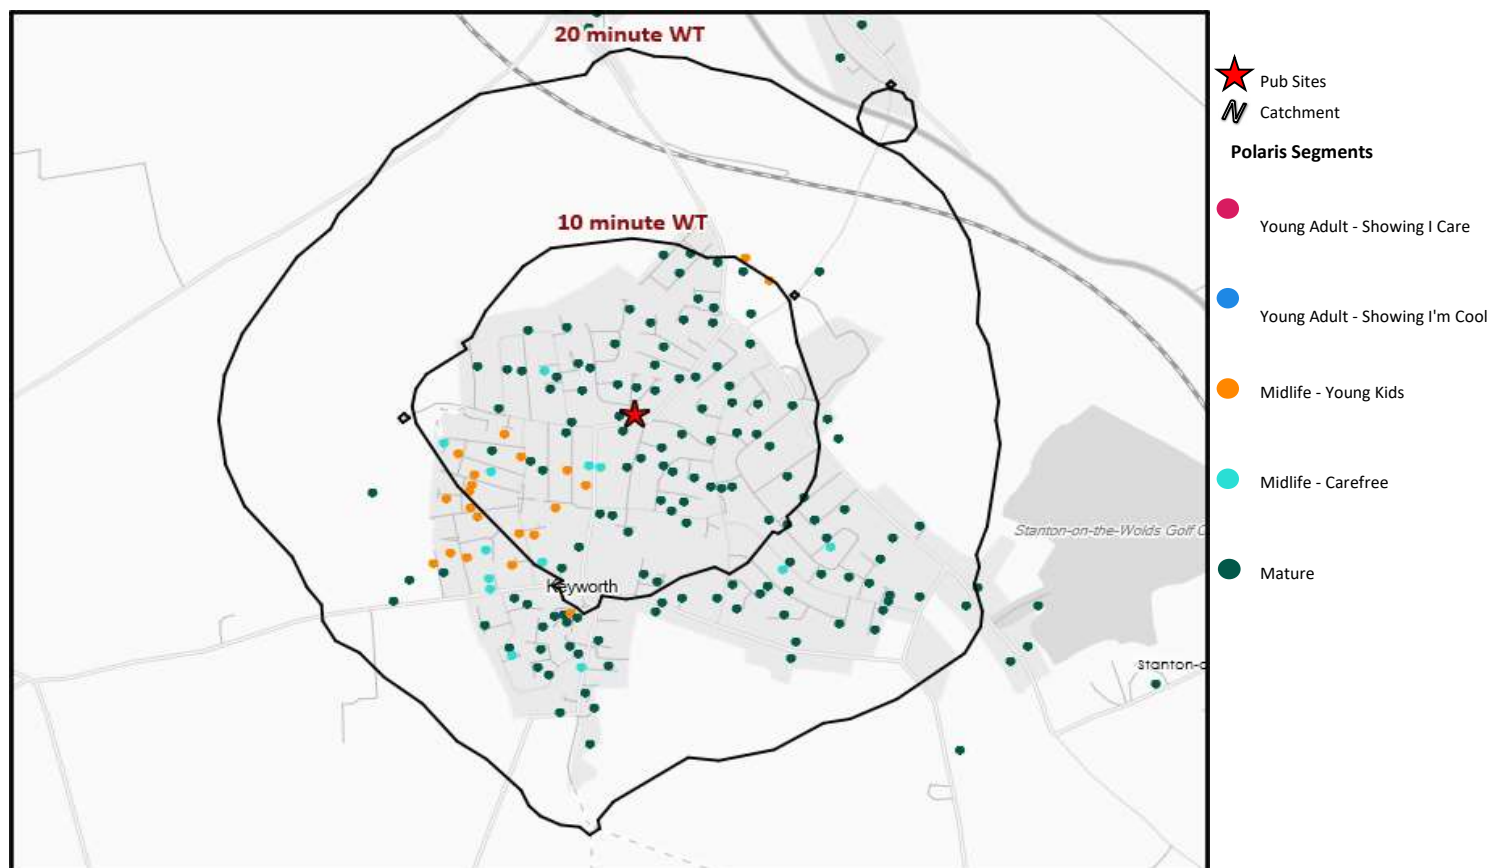 20 minute WT
10 minute WT
Keyworth
Stanton-on-the-Wolds Golf C
Stanton-o
Pub Sites
Catchment
Polaris Segments
Young Adult - Showing I Care
Young Adult - Showing I'm Cool
Midlife - Young Kids
Midlife - Carefree
Mature